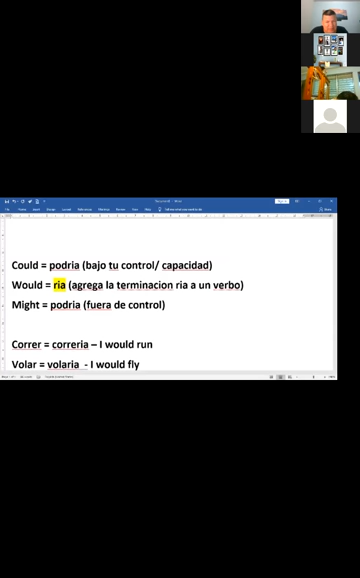 Could = podria (bajo tu control/ capacidad)
Would = ria (agrega la terminacion ria a un verbo)
Might = podria (fuera de control)
Correr = correria – I would run
Volar = volaria - I would fly